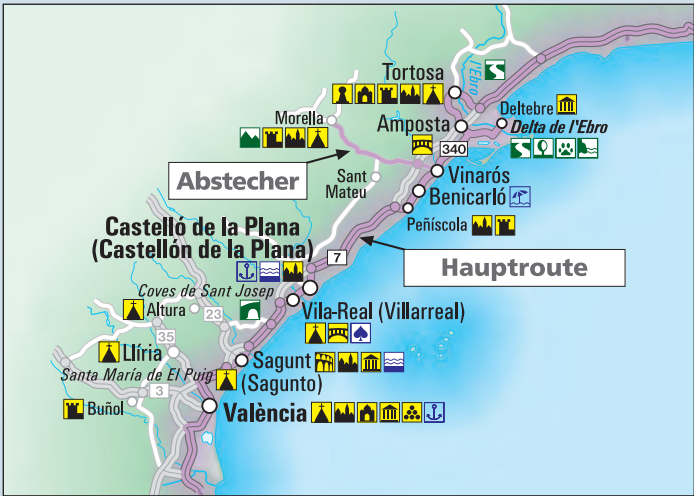 l'Ebro
Tortosa
Deltebre
Morella
Amposta
Delta de l'Ebro
340
Abstecher
Sant
Mateu
Vinarós
Benicarló
Peñíscola
Castelló de la Plana
(Castellón de la Plana)
7
Hauptroute
Coves de Sant Josep
Altura
23
Vila-Real (Villarreal)
35
Llíria
Sagunt
(Sagunto)
Santa María de El Puig
3
Buñol
València